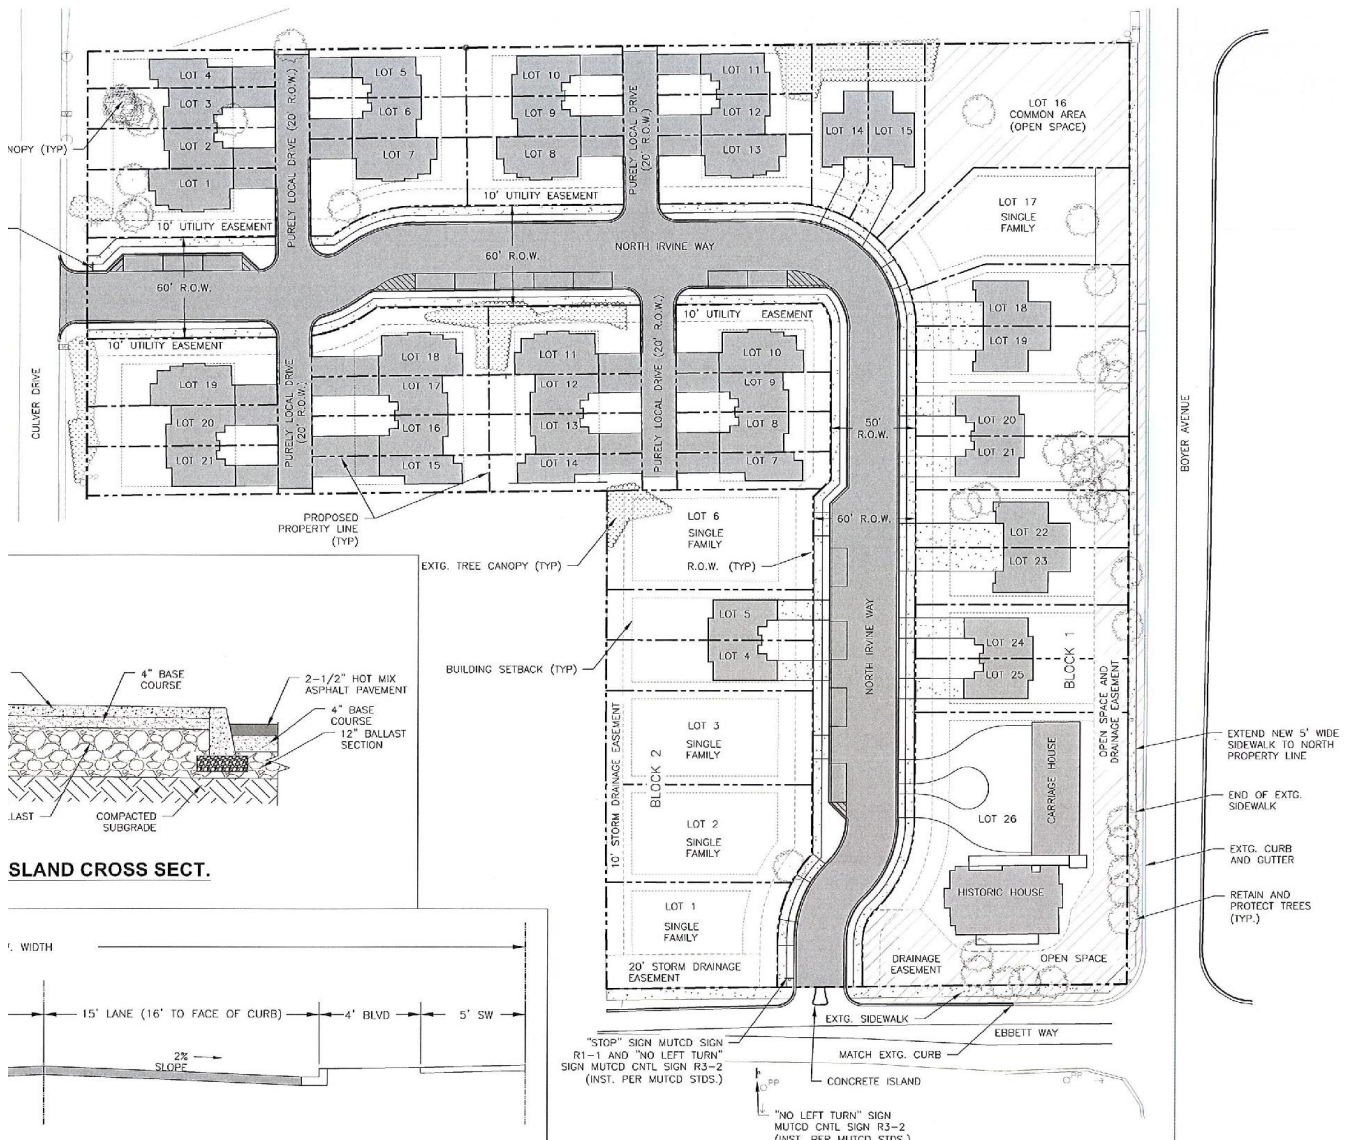 LOT 4
LOT 3
LOT 2
LOT 1
PURELY LOCAL DRIVE (20' R.O.W.)
LOT 5
LOT 6
LOT 7
LOT 10
LOT 9
LOT 8
PURELY LOCAL DRIVE
(20' R.O.W.)
LOT 11
LOT 12
LOT 13
LOT 14
LOT 15
LOT 16
COMMON AREA
(OPEN SPACE)
NOPY (TYP)
10' UTILITY EASEMENT
10' UTILITY EASEMENT
LOT 17
SINGLE
FAMILY
NORTH IRVINE WAY
60' R.O.W.
60' R.O.W.
10' UTILITY EASEMENT
10' UTILITY EASEMENT
LOT 18
LOT 19
CULVER DRIVE
LOT 19
LOT 20
LOT 21
PURELY LOCAL DRIVE
(20' R.O.W.)
LOT 18
LOT 17
LOT 16
LOT 15
LOT 11
LOT 12
LOT 13
LOT 14
PURELY LOCAL DRIVE (20' R.O.W.)
LOT 10
LOT 9
LOT 8
LOT 7
50'
R.O.W.
LOT 20
LOT 21
BOYER AVENUE
PROPOSED
PROPERTY LINE
(TYP)
LOT 6
SINGLE
FAMILY
60' R.O.W.
LOT 22
LOT 23
EXTG. TREE CANOPY (TYP)
R.O.W. (TYP)
LOT 5
LOT 4
NORTH IRVINE WAY
LOT 24
LOT 25
BLOCK 1
BUILDING SETBACK (TYP)
OPEN SPACE AND
DRAINAGE EASEMENT
4" BASE
COURSE
2-1/2" HOT MIX
ASPHALT PAVEMENT
4" BASE
COURSE
12" BALLAST
SECTION
LLAST
COMPACTED
SUBGRADE
SLAND CROSS SECT.
10' STORM DRAINAGE EASEMENT
BLOCK 2
LOT 3
SINGLE
FAMILY
LOT 2
SINGLE
FAMILY
LOT 1
SINGLE
FAMILY
20' STORM DRAINAGE
EASEMENT
LOT 26
CARRIAGE HOUSE
HISTORIC HOUSE
DRAINAGE
EASEMENT
OPEN SPACE
EXTEND NEW 5' WIDE
SIDEWALK TO NORTH
PROPERTY LINE
END OF EXTG.
SIDEWALK
EXTG. CURB
AND GUTTER
RETAIN AND
PROTECT TREES
(TYP.)
. WIDTH
15' LANE (16' TO FACE OF CURB)
4' BLVD
5' SW
2%
SLOPE
EXTG. SIDEWALK
EBBETT WAY
"STOP" SIGN MUTCD SIGN
R1-1 AND "NO LEFT TURN"
SIGN MUTCD CNTL SIGN R3-2
(INST. PER MUTCD STDS.)
MATCH EXTG. CURB
CONCRETE ISLAND
PP
PP
"NO LEFT TURN" SIGN
MUTCD CNTL SIGN R3-2
(INST. PER MUTCD STDS.)